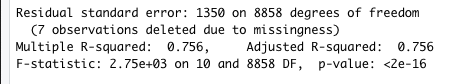 Residual standard error: 1350 on 8858 degrees of freedom
(7 observations deleted due to missingness)
Multiple R-squared: 0.756, Adjusted R-squared: 0.756
F-statistic: 2.75e+03 on 10 and 8858 DF, p-value: <2e-16